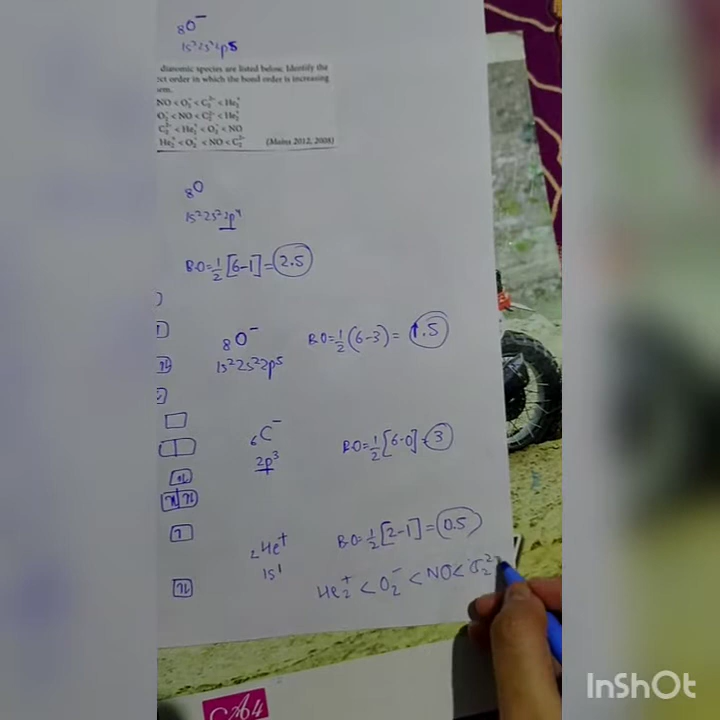 ₈O⁻
1s²2s²2p5
diatomic species are listed below. Identify the
ct order in which the bond order is increasing
em.
NO < O₂⁻ < C₂²⁻ < He₂⁺
O₂⁻ < NO < C₂²⁻ < He₂⁺
C₂²⁻ < He₂⁺ < O₂⁻ < NO
He₂⁺ < O₂⁻ < NO < C₂²⁻ (Mains 2012, 2008)
₈O
1s²2s²2p⁴
B.O=½[6-1]=2.5
₈O⁻ B.O=½(6-3)=1.5
1s²2s²2p⁵
₆C⁻ B.O=½[6-0]=3
2p³
₂He⁺ B.O=½[2-1]=0.5
1s¹
He₂⁺ < O₂⁻ < NO < C₂²⁻
A4
InShOt